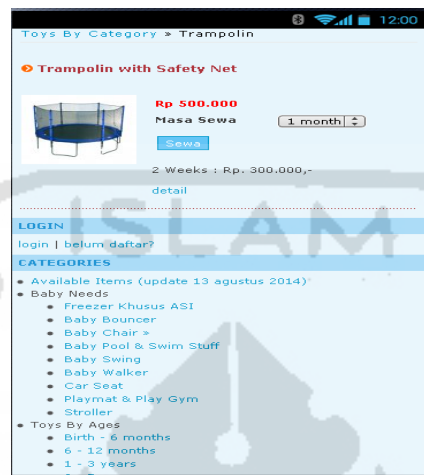 12:00
Toys By Category » Trampolin
Trampolin with Safety Net
Rp 500.000
Masa Sewa 1 month
Sewa
2 Weeks : Rp. 300.000,-
detail
ISLAM
LOGIN
login | belum daftar?
CATEGORIES
Available Items (update 13 agustus 2014)
Baby Needs
Freezer Khusus ASI
Baby Bouncer
Baby Chair »
Baby Pool & Swim Stuff
Baby Swing
Baby Walker
Car Seat
Playmat & Play Gym
Stroller
Toys By Ages
Birth - 6 months
6 - 12 months
1 - 3 years